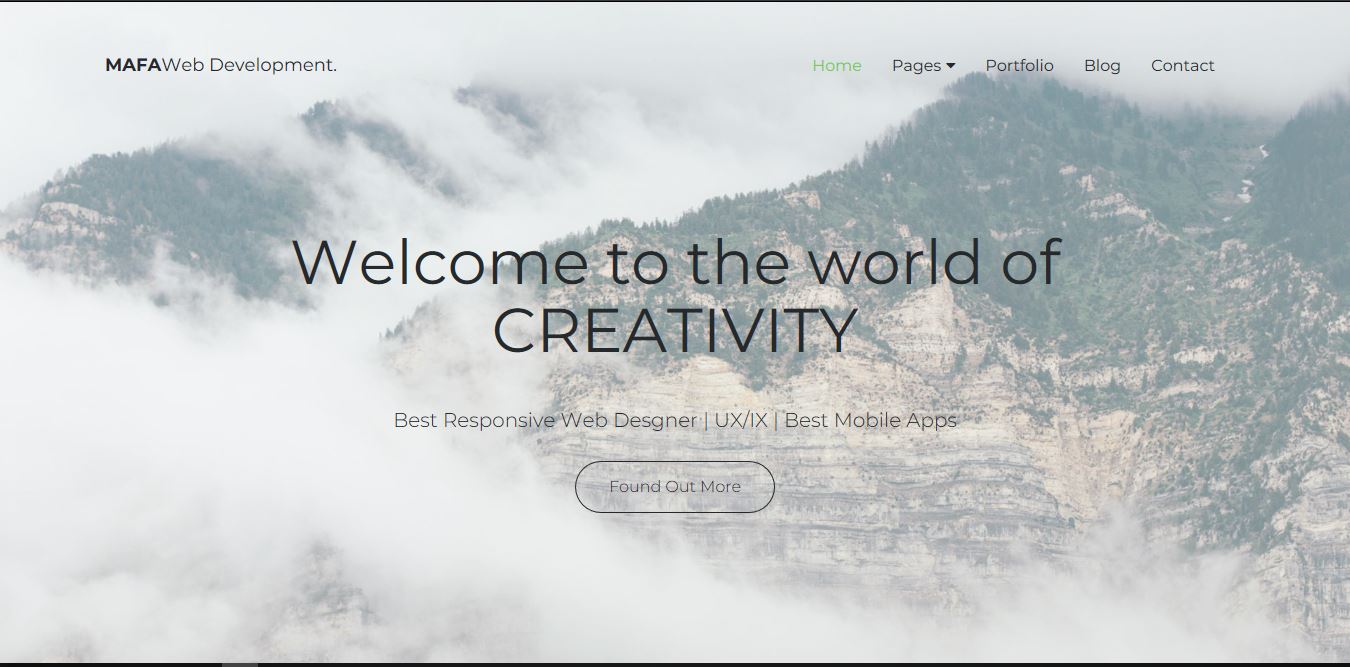 MAFAWeb Development.
Home Pages Portfolio Blog Contact
Welcome to the world of
CREATIVITY
Best Responsive Web Desgner | UX/IX | Best Mobile Apps
Found Out More